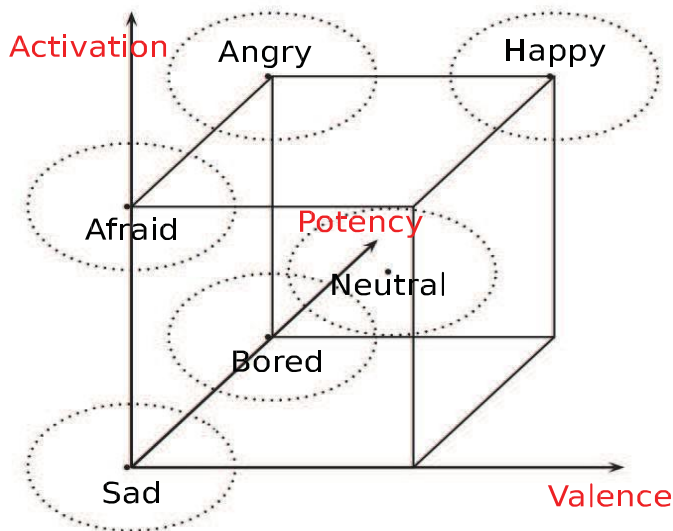 Activation
Angry
Happy
Afraid
Potency
Neutral
Bored
Sad
Valence